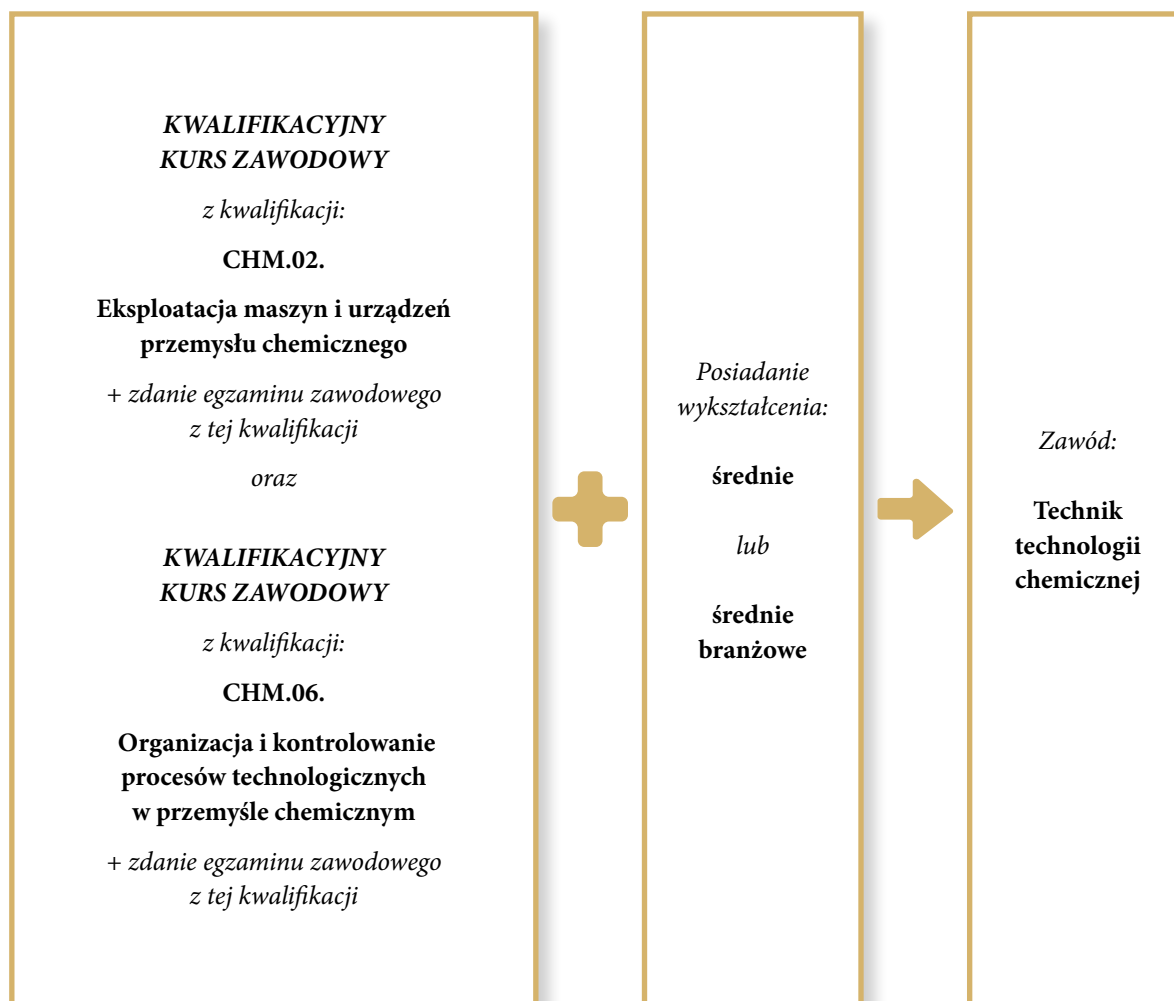 KWALIFIKACYJNY
KURS ZAWODOWY
z kwalifikacji:
CHM.02.
Eksploatacja maszyn i urządzeń
przemysłu chemicznego
+ zdanie egzaminu zawodowego
z tej kwalifikacji
oraz
KWALIFIKACYJNY
KURS ZAWODOWY
z kwalifikacji:
CHM.06.
Organizacja i kontrolowanie
procesów technologicznych
w przemyśle chemicznym
+ zdanie egzaminu zawodowego
z tej kwalifikacji
Posiadanie
wykształcenia:
średnie
lub
średnie
branżowe
Zawód:
Technik
technologii
chemicznej